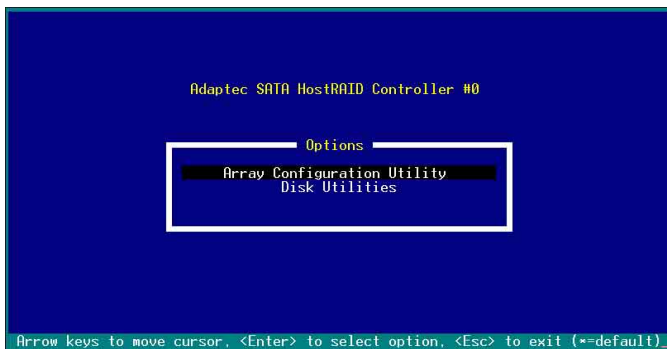 Adaptec SATA HostRAID Controller #0
Options
Array Configuration Utility
Disk Utilities
Arrow keys to move cursor, <Enter> to select option, <Esc> to exit (*=default)_